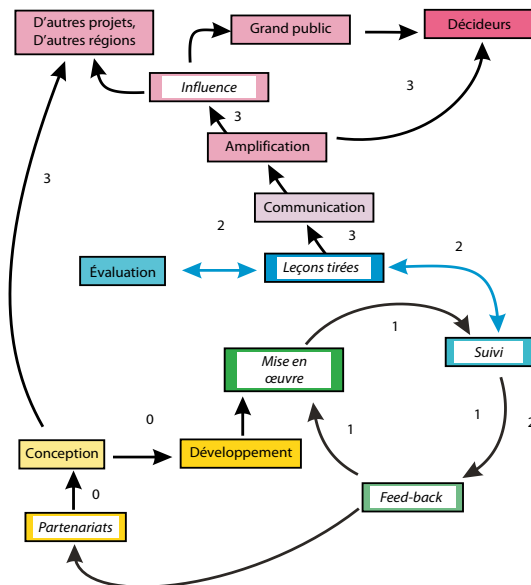 D'autres projets,
D'autres régions
Grand public
Décideurs
Influence
3
3
Amplification
3
Communication
2
3
2
Évaluation
Leçons tirées
1
Mise en
œuvre
Suivi
0
1
1
2
Conception
Développement
0
Partenariats
Feed-back